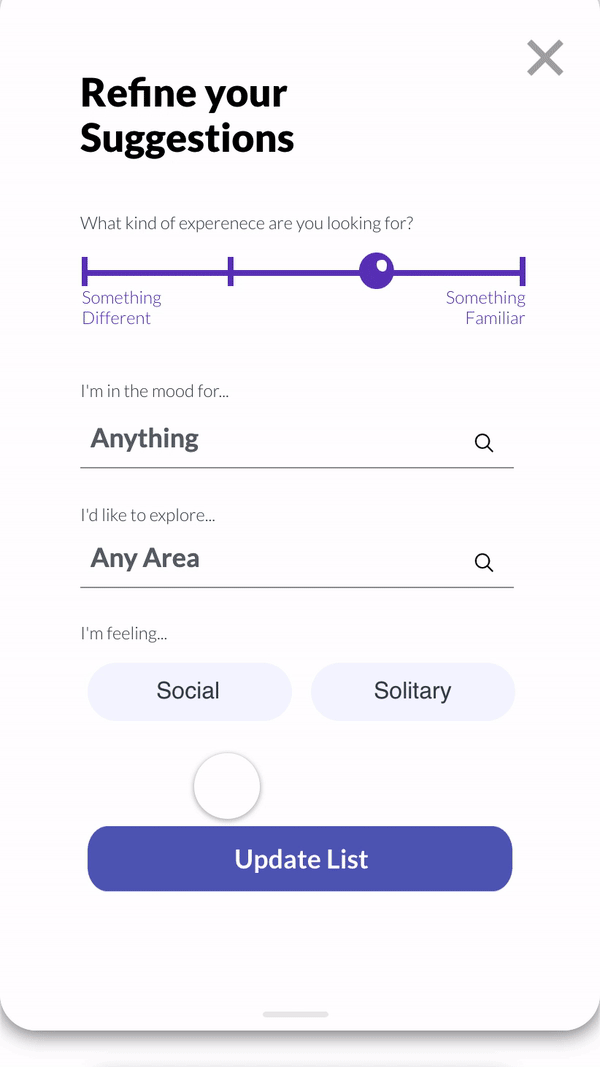 Refine your
Suggestions
What kind of experenece are you looking for?
Something
Different
Something
Familiar
I'm in the mood for...
Anything
I'd like to explore...
Any Area
I'm feeling...
Social
Solitary
Update List